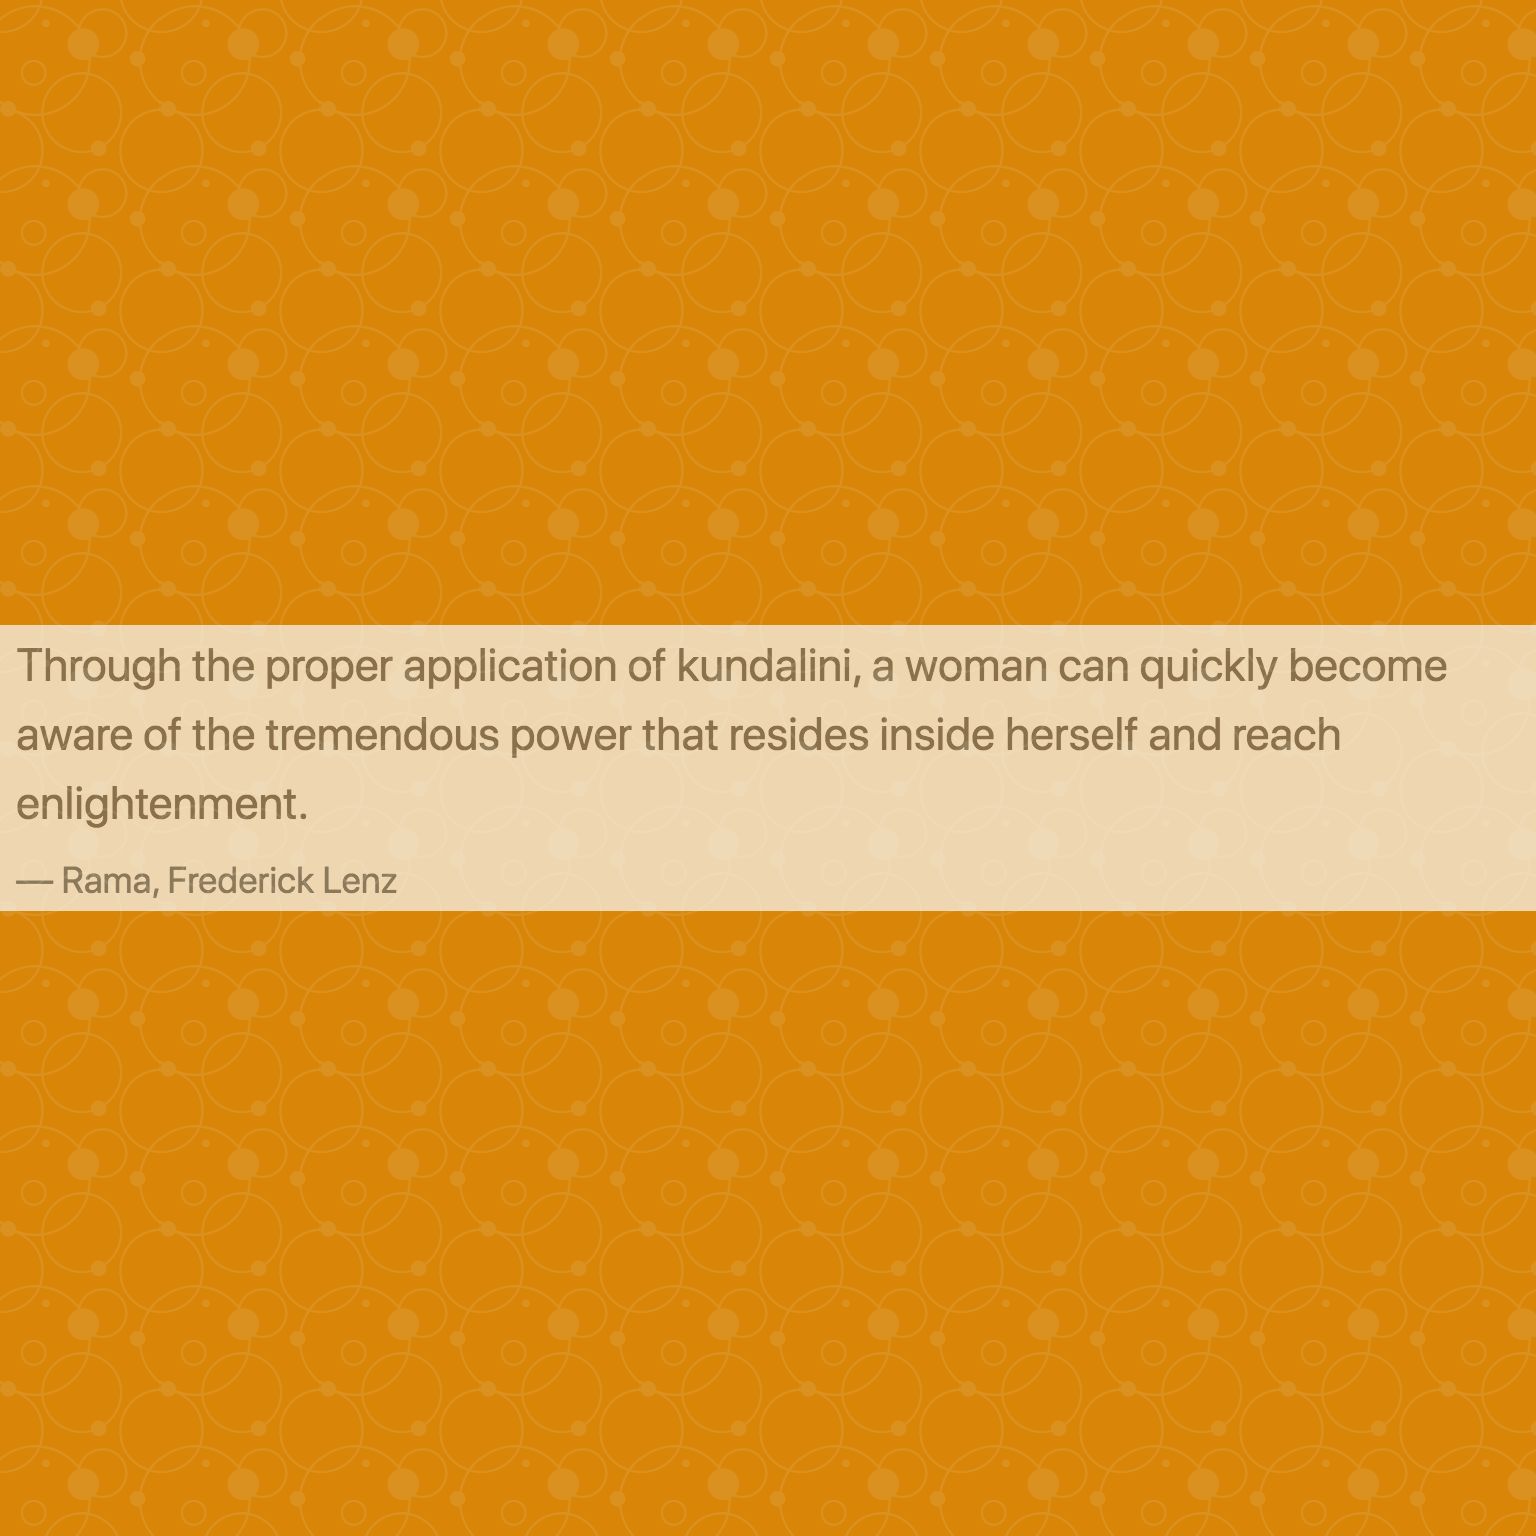 Through the proper application of kundalini, a woman can quickly become
aware of the tremendous power that resides inside herself and reach
enlightenment.
— Rama, Frederick Lenz